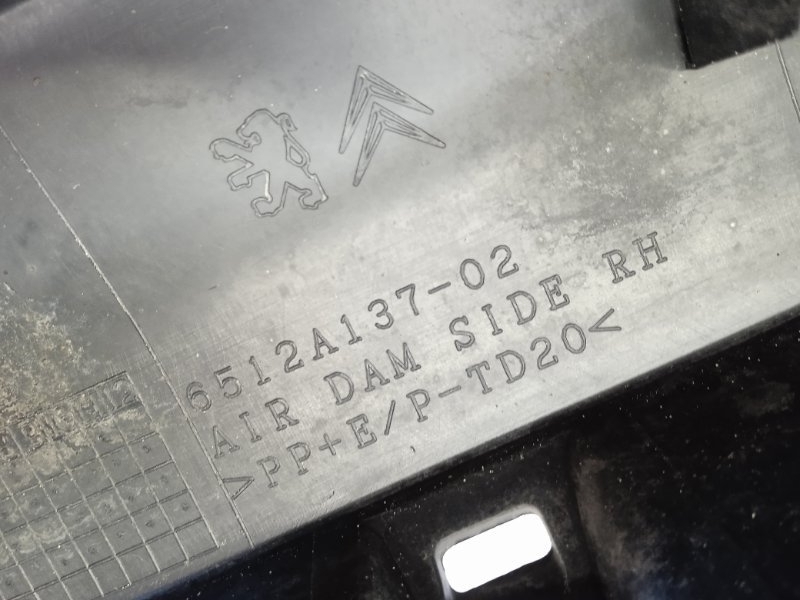 6512A137-02
AIR DAM SIDE RH
>PP+E/P-TD20<